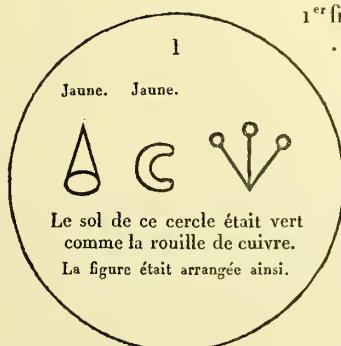 1er
1
Jaune. Jaune.
Le sol de ce cercle était vert
comme la rouille de cuivre.
La figure était arrangée ainsi.